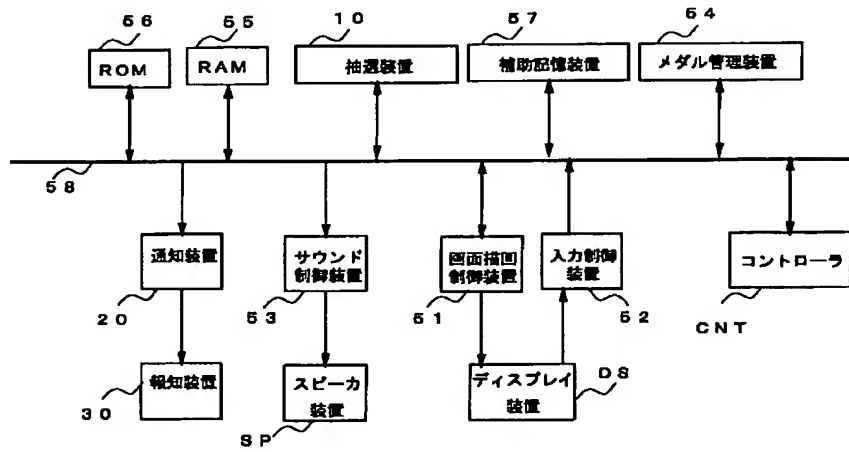 ５６
５５
１０
５７
５４
ROM
RAM
抽選装置
補助記憶装置
メダル管理装置
５８
通知装置
サウンド
制御装置
画面描画
制御装置
入力制御
装置
コントローラ
２０
５３
５１
５２
ＣＮＴ
報知装置
スピーカ
装置
ディスプレイ
装置
ＤＳ
３０
ＳＰ